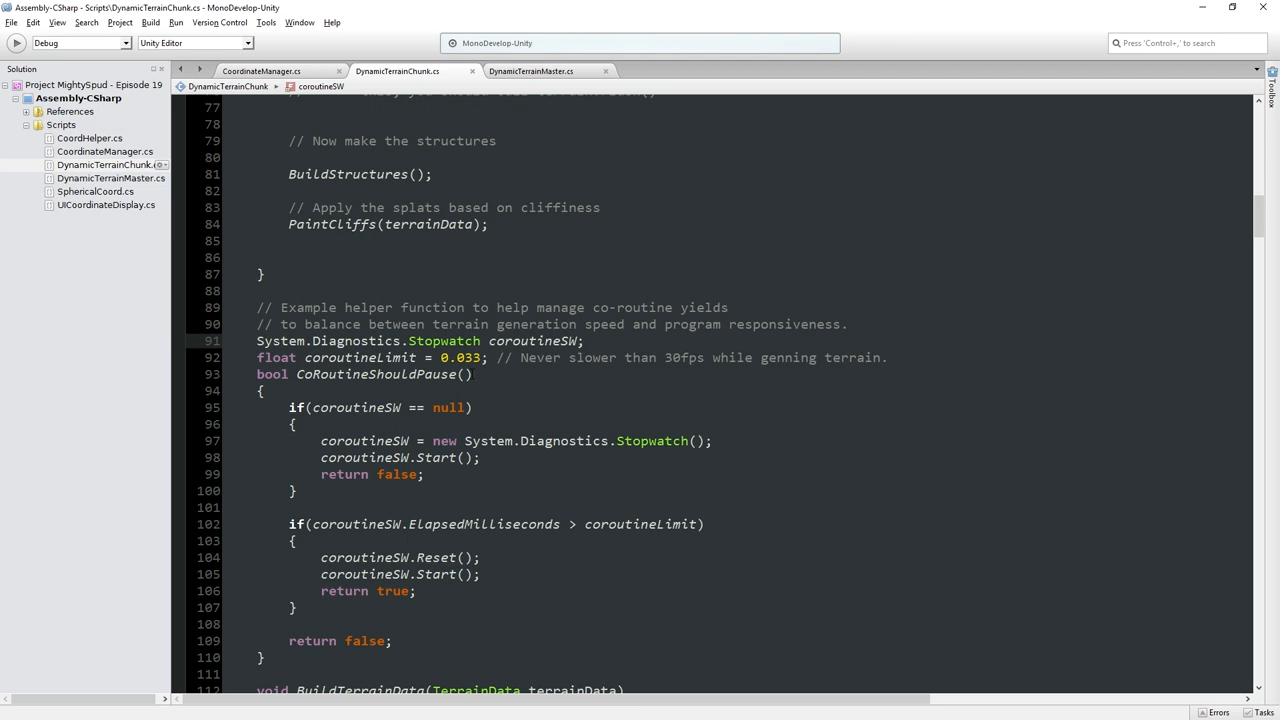 Assembly-CSharp - Scripts\DynamicTerrainChunk.cs - MonoDevelop-Unity
File Edit View Search Project Build Run Version Control Tools Window Help
Debug Unity Editor MonoDevelop-Unity Press 'Control+,' to search
Solution CoordinateManager.cs DynamicTerrainChunk.cs DynamicTerrainMaster.cs
Project MightySpud - Episode 19
Assembly-CSharp
References
Scripts
CoordHelper.cs
CoordinateManager.cs
DynamicTerrainChunk.c
DynamicTerrainMaster.cs
SphericalCoord.cs
UICoordinateDisplay.cs
DynamicTerrainChunk coroutineSW
77
78
79 // Now make the structures
80
81 BuildStructures();
82
83 // Apply the splats based on cliffiness
84 PaintCliffs(terrainData);
85
86
87 }
88
89 // Example helper function to help manage co-routine yields
90 // to balance between terrain generation speed and program responsiveness.
91 System.Diagnostics.Stopwatch coroutineSW;
92 float coroutineLimit = 0.033; // Never slower than 30fps while genning terrain.
93 bool CoRoutineShouldPause()
94 {
95 if(coroutineSW == null)
96 {
97 coroutineSW = new System.Diagnostics.Stopwatch();
98 coroutineSW.Start();
99 return false;
100 }
101
102 if(coroutineSW.ElapsedMilliseconds > coroutineLimit)
103 {
104 coroutineSW.Reset();
105 coroutineSW.Start();
106 return true;
107 }
108
109 return false;
110 }
111
112 void BuildTerrainData(TerrainData terrainData)
Toolbox
Errors Tasks